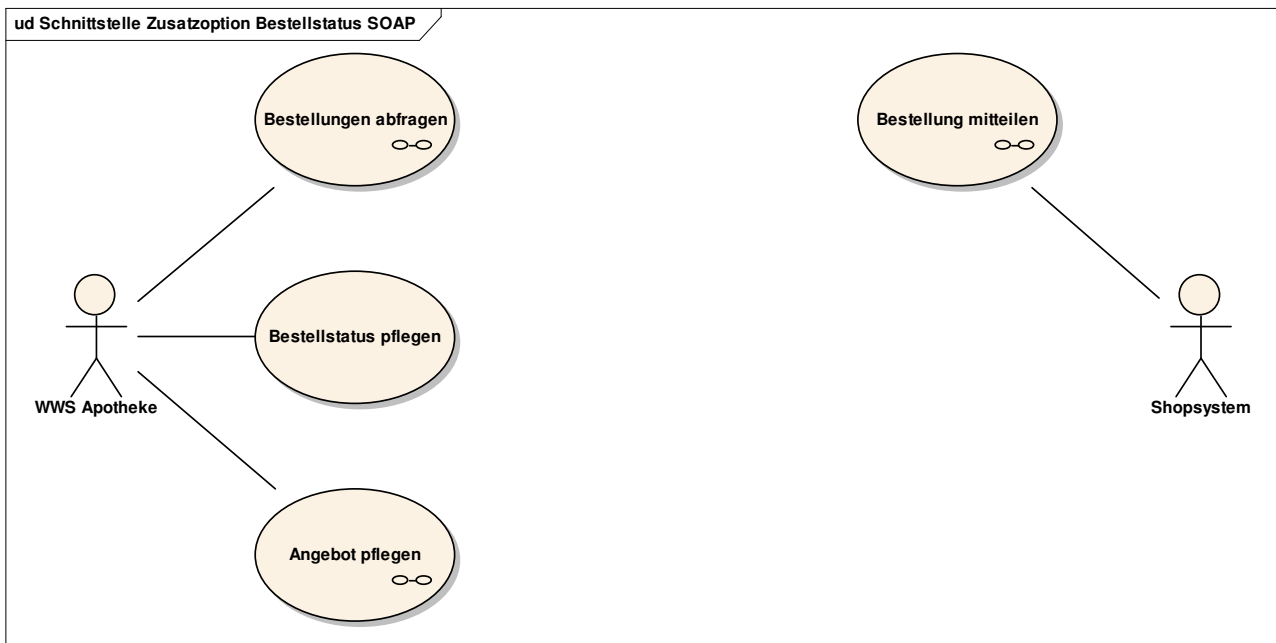 ud Schnittstelle Zusatzoption Bestellstatus SOAP
Bestellungen abfragen
Bestellung mitteilen
Bestellstatus pflegen
WWS Apotheke
Shopsystem
Angebot pflegen